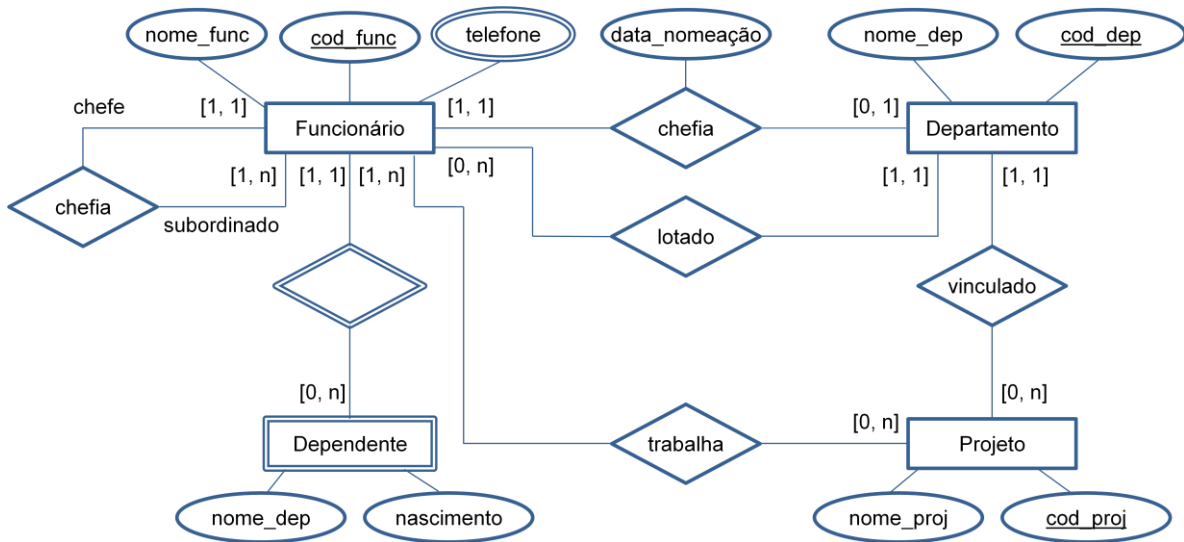 nome_func
cod_func
telefone
data_nomeação
nome_dep
cod_dep
chefe
[1, 1]
Funcionário
[1, 1]
chefia
[0, 1]
Departamento
[0, n]
[1, n]
[1, 1]
[1, n]
[1, 1]
[1, 1]
chefia
subordinado
lotado
vinculado
[0, n]
[0, n]
[0, n]
Dependente
trabalha
Projeto
nome_dep
nascimento
nome_proj
cod_proj